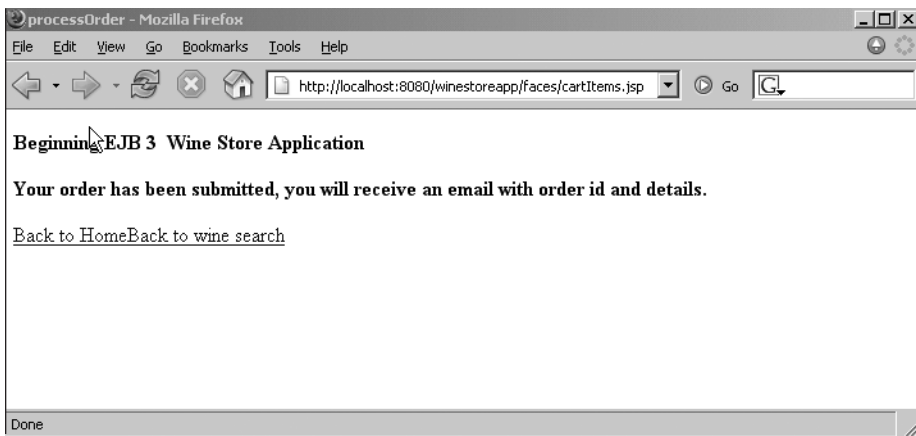 processOrder - Mozilla Firefox
File Edit View Go Bookmarks Tools Help
http://localhost:8080/winestoreapp/faces/cartItems.jsp Go G
Beginning EJB 3 Wine Store Application
Your order has been submitted, you will receive an email with order id and details.
Back to HomeBack to wine search
Done